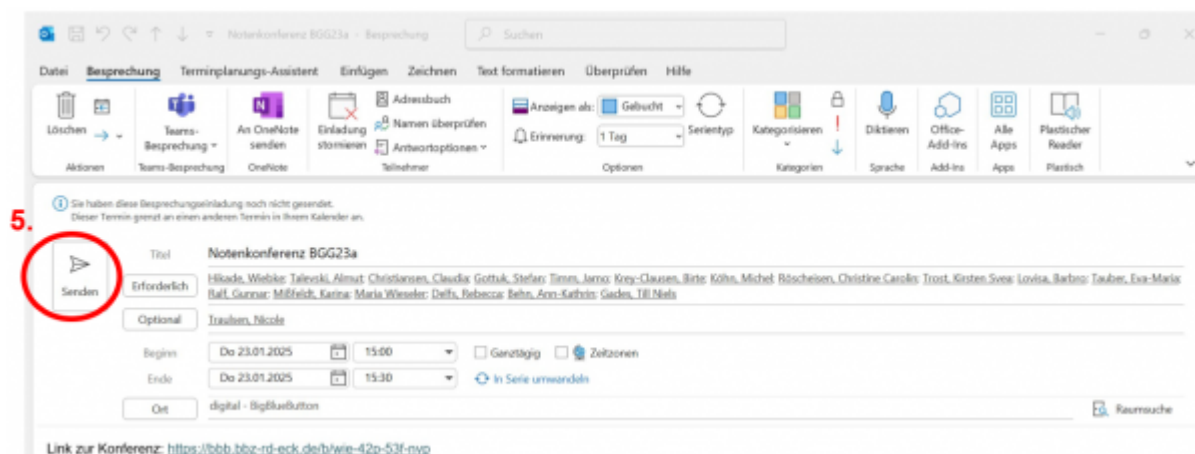 Notenkonferenz BGG23a - Besprechung
Suchen
Datei Besprechung Terminplanungs-Assistent Einfügen Zeichnen Text formatieren Überprüfen Hilfe
Löschen
Teams-Besprechung
An OneNote senden
Einladung stornieren
Adressbuch
Namen überprüfen
Antwortoptionen
Anzeigen als: Gebucht
Erinnerung: 1 Tag
Serientyp
Kategorisieren
Diktieren
Office-Add-Ins
Alle Apps
Plastischer Reader
Aktionen Teams-Besprechung OneNote Teilnehmer Optionen Kategorien Sprache Add-Ins Apps Plastisch
Sie haben diese Besprechungseinladung noch nicht gesendet.
Dieser Termin grenzt an einen anderen Termin in Ihrem Kalender an.
5.
Senden
Titel Notenkonferenz BGG23a
Erforderlich Hikade, Wiebke; Talevski, Almut; Christiansen, Claudia; Gottuk, Stefan; Timm, Jarno; Krey-Clausen, Birte; Köhn, Michel; Röscheisen, Christine Carolin; Trost, Kirsten Svea; Lovisa, Barbro; Tauber, Eva-Maria;
Ralf, Gunnar; Mißfeldt, Karina; Maria Wieseler; Delfs, Rebecca; Behn, Ann-Kathrin; Gades, Till Niels
Optional Traulsen, Nicole
Beginn Do 23.01.2025 15:00 Ganztägig Zeitzonen
Ende Do 23.01.2025 15:30 In Serie umwandeln
Ort digital - BigBlueButton Raumsuche
Link zur Konferenz: https://bbb.bbz-rd-eck.de/b/wie-42p-53f-nvp